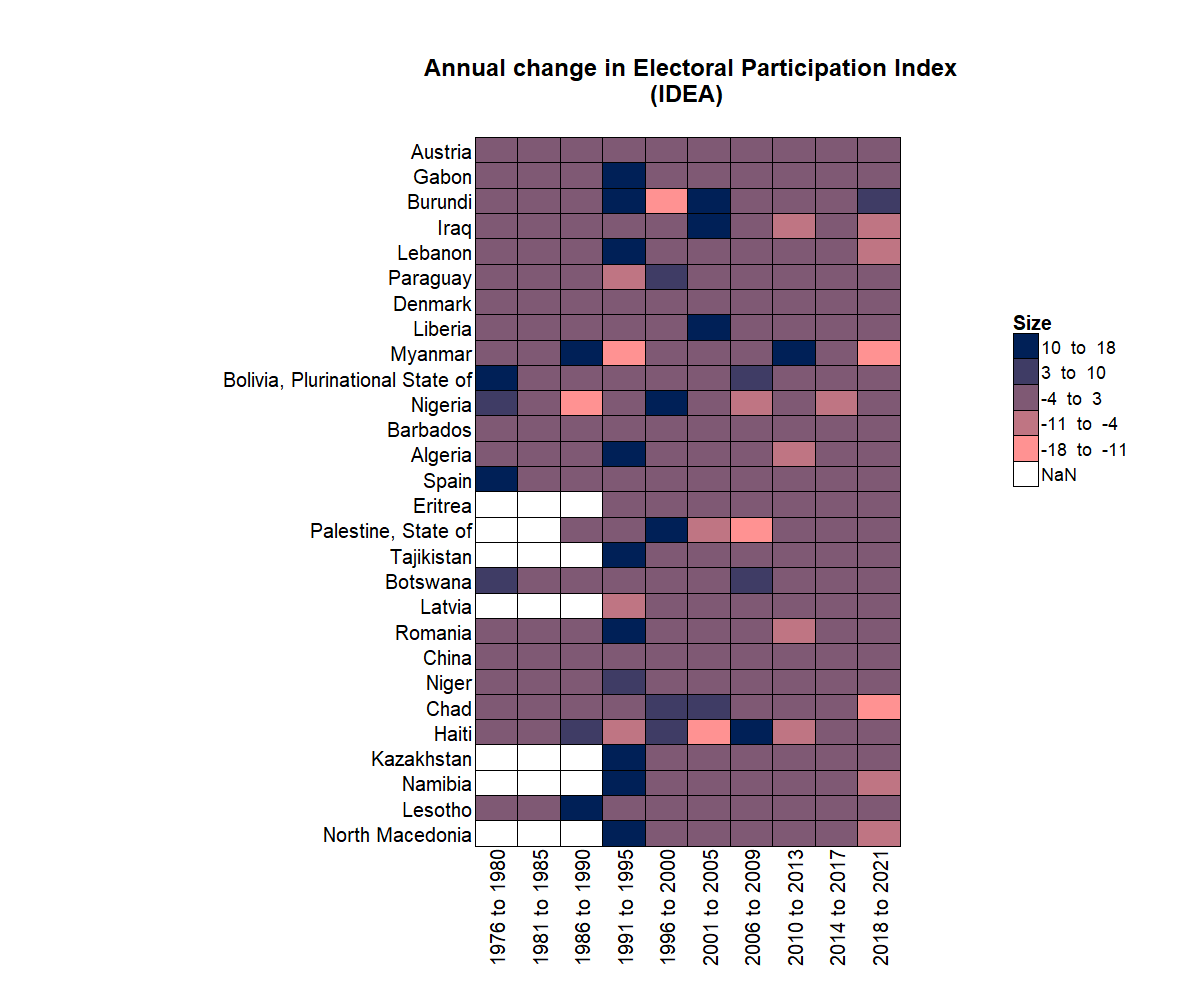 Annual change in Electoral Participation Index
(IDEA)
Austria
Gabon
Burundi
Iraq
Lebanon
Paraguay
Denmark
Liberia
Myanmar
Bolivia, Plurinational State of
Nigeria
Barbados
Algeria
Spain
Eritrea
Palestine, State of
Tajikistan
Botswana
Latvia
Romania
China
Niger
Chad
Haiti
Kazakhstan
Namibia
Lesotho
North Macedonia
1976 to 1980
1981 to 1985
1986 to 1990
1991 to 1995
1996 to 2000
2001 to 2005
2006 to 2009
2010 to 2013
2014 to 2017
2018 to 2021
Size
10 to 18
3 to 10
-4 to 3
-11 to -4
-18 to -11
NaN